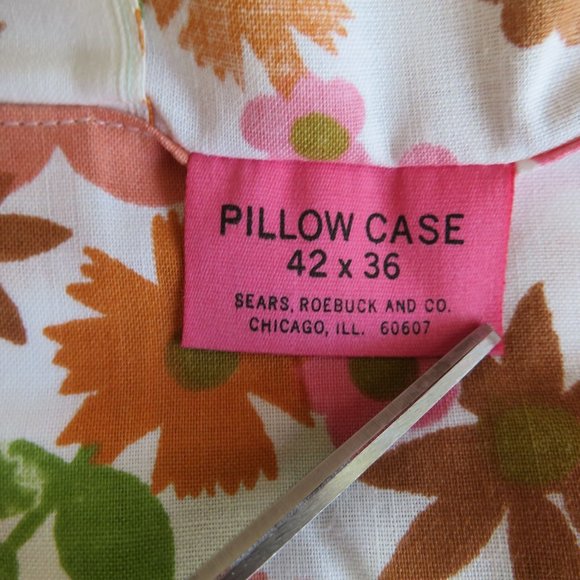 PILLOW CASE
42 x 36
SEARS, ROEBUCK AND CO.
CHICAGO, ILL. 60607